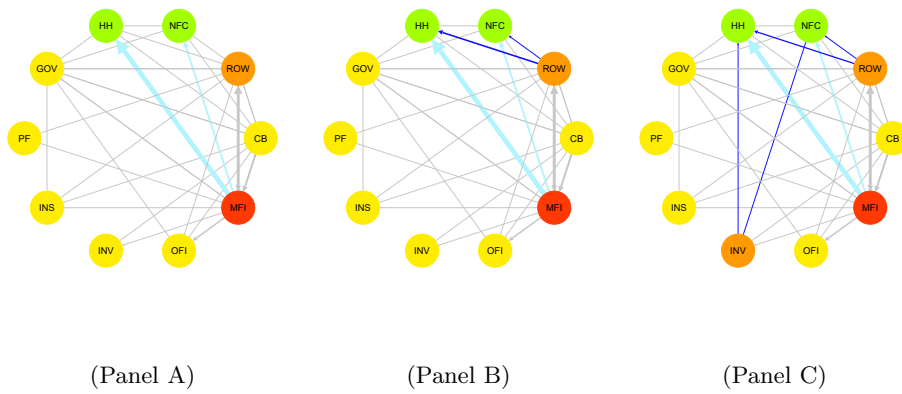 HH NFC HH NFC HH NFC
GOV ROW GOV ROW GOV ROW
PF CB PF CB PF CB
INS MFI INS MFI INS MFI
INV OFI INV OFI INV OFI
(Panel A) (Panel B) (Panel C)